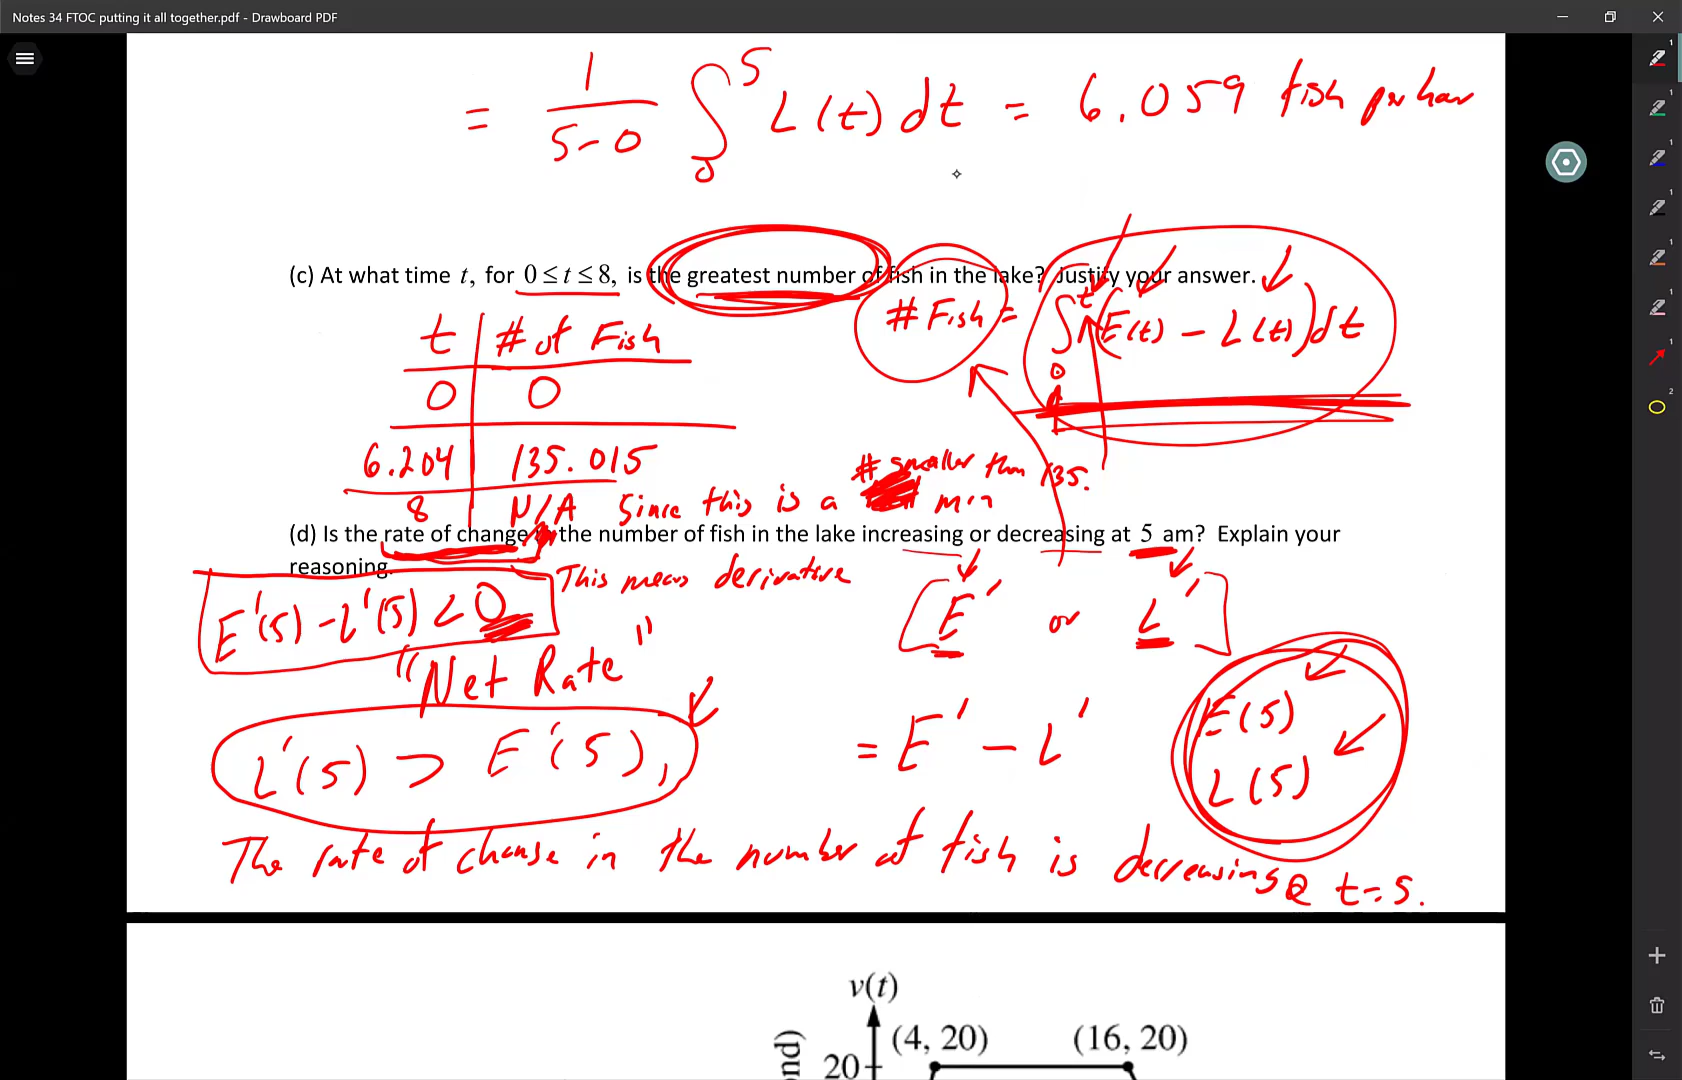 Notes 34 FTOC putting it all together.pdf - Drawboard PDF
= 1/(5-0) ∫₀⁵ L(t) dt = 6.059 fish per hour
(c) At what time t, for 0 ≤ t ≤ 8, is the greatest number of fish in the lake? Justify your answer.
# Fish = ∫₀ᵗ (E(t) - L(t)) dt
t | # of Fish
0 | 0
6.204 | 135.015
# smaller than 135.
8 | N/A Since this is a min
(d) Is the rate of change in the number of fish in the lake increasing or decreasing at 5 am? Explain your
reasoning.
This means derivative
E'(5) - L'(5) < 0
[E' or L']
"Net Rate"
= E' - L'
E(5)
L(5)
L'(5) > E'(5),
The rate of change in the number of fish is decreasing @ t=5.
v(t)
(4, 20) (16, 20)
20
ond)